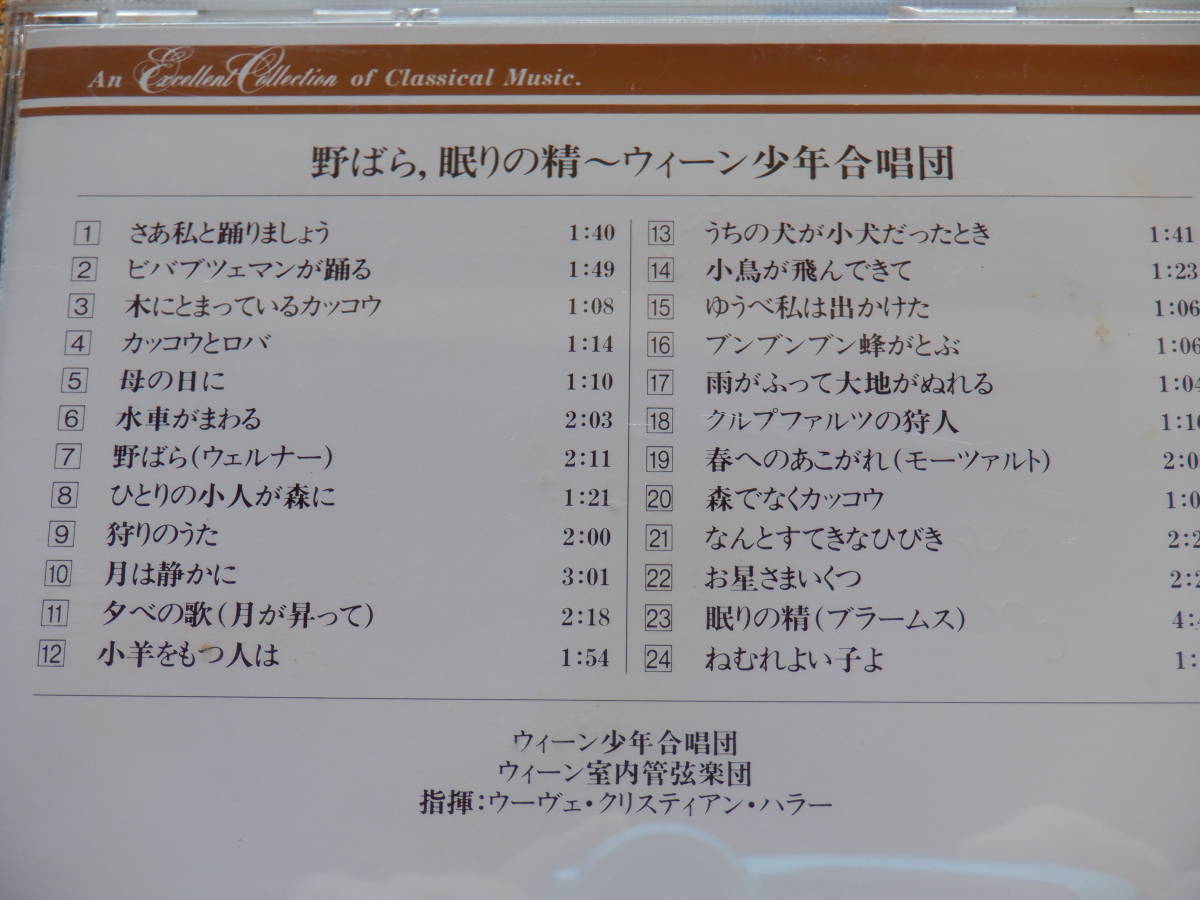 An Excellent Collection of Classical Music.
野ばら,眠りの精〜ウィーン少年合唱団
1 さあ私と踊りましょう 1:40
2 ビバブツェマンが踊る 1:49
3 木にとまっているカッコウ 1:08
4 カッコウとロバ 1:14
5 母の日に 1:10
6 水車がまわる 2:03
7 野ばら(ウェルナー) 2:11
8 ひとりの小人が森に 1:21
9 狩りのうた 2:00
10 月は静かに 3:01
11 夕べの歌(月が昇って) 2:18
12 小羊をもつ人は 1:54
13 うちの犬が小犬だったとき 1:41
14 小鳥が飛んできて 1:23
15 ゆうべ私は出かけた 1:06
16 ブンブンブン蜂がとぶ 1:06
17 雨がふって大地がぬれる 1:04
18 クルプファルツの狩人
19 春へのあこがれ(モーツァルト)
20 森でなくカッコウ
21 なんとすてきなひびき
22 お星さまいくつ
23 眠りの精(ブラームス)
24 ねむれよい子よ
ウィーン少年合唱団
ウィーン室内管弦楽団
指揮:ウーヴェ・クリスティアン・ハラー